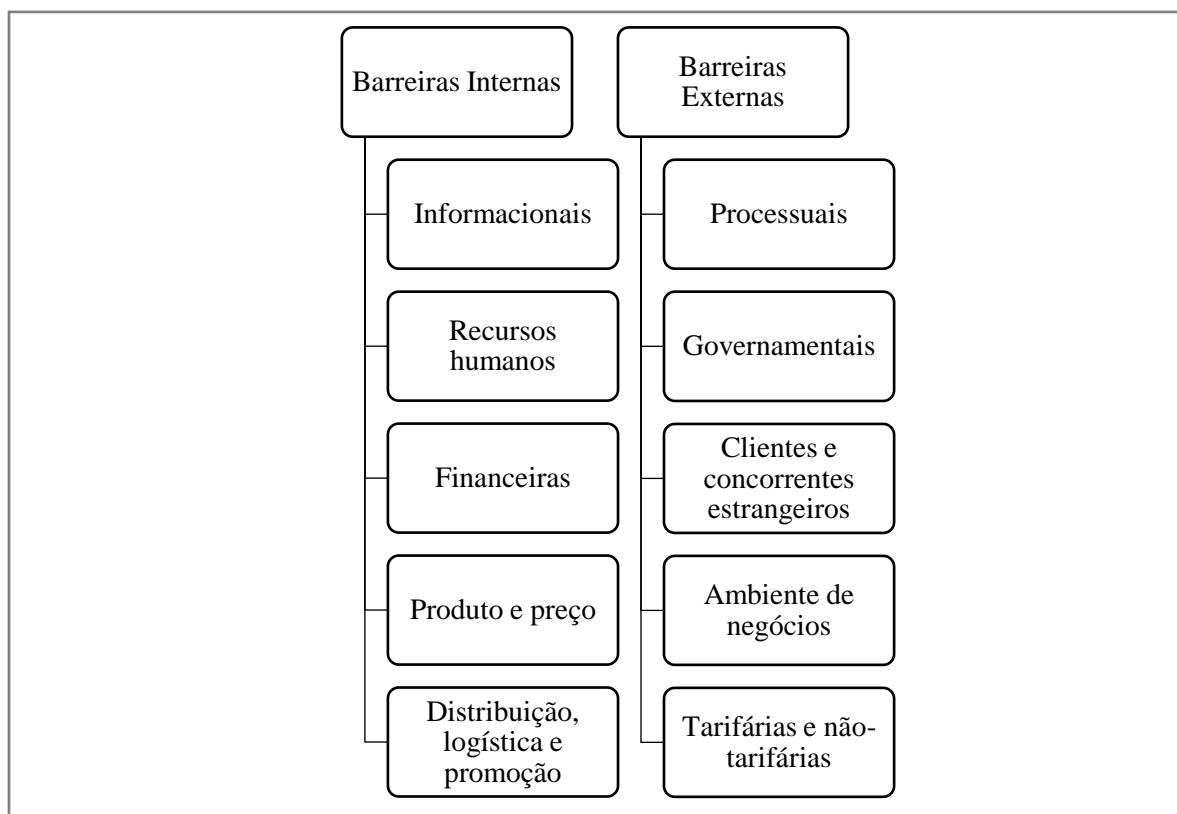 Barreiras Internas
Informacionais
Recursos
humanos
Financeiras
Produto e preço
Distribuição,
logística e
promoção
Barreiras
Externas
Processuais
Governamentais
Clientes e
concorrentes
estrangeiros
Ambiente de
negócios
Tarifárias e não-
tarifárias